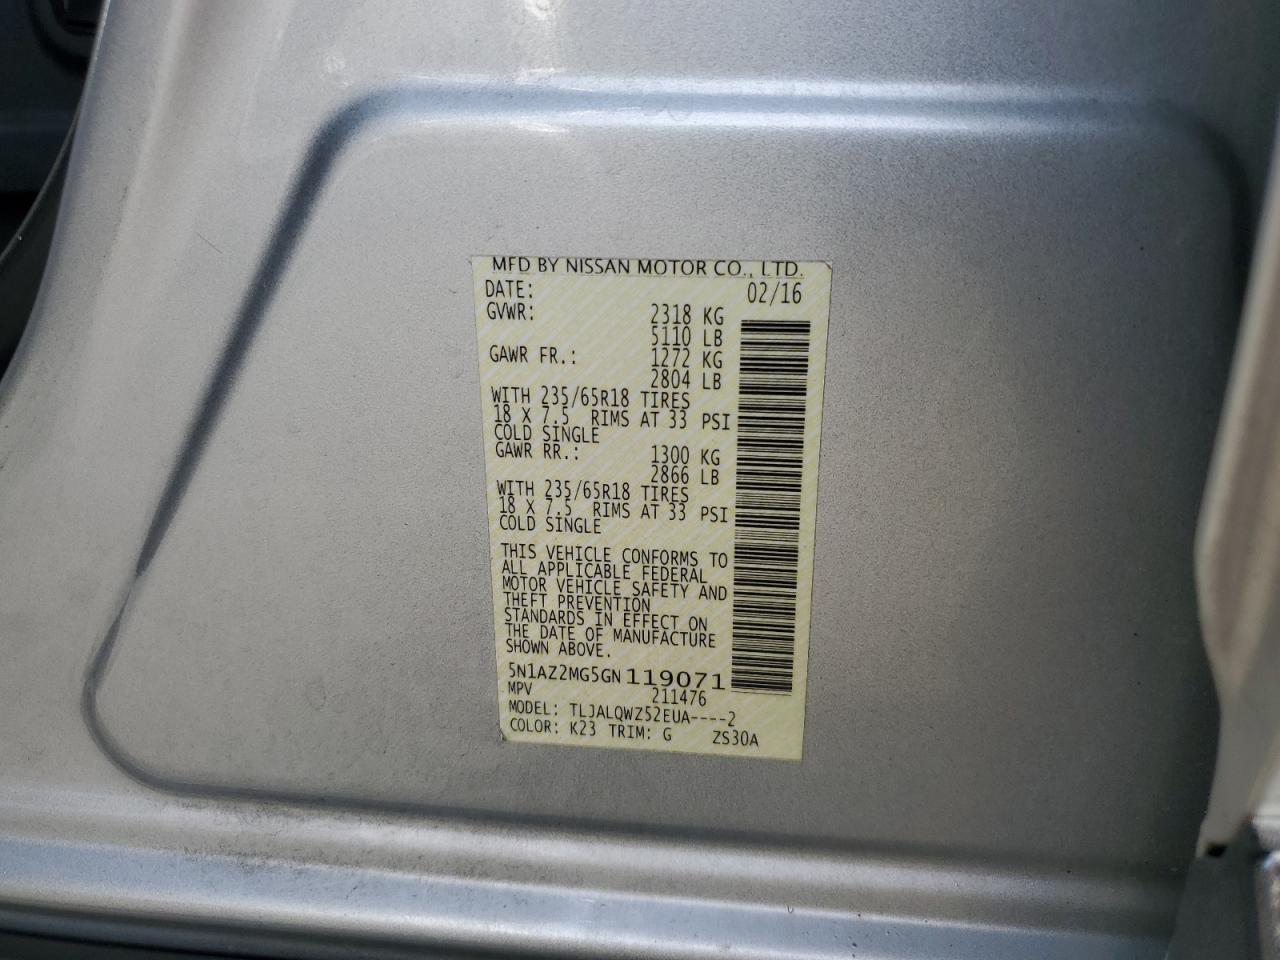 MFD BY NISSAN MOTOR CO., LTD.
DATE: 02/16
GVWR: 2318 KG
5110 LB
GAWR FR.: 1272 KG
2804 LB
WITH 235/65R18 TIRES
18 X 7.5 RIMS AT 33 PSI
COLD SINGLE
GAWR RR.: 1300 KG
2866 LB
WITH 235/65R18 TIRES
18 X 7.5 RIMS AT 33 PSI
COLD SINGLE
THIS VEHICLE CONFORMS TO
ALL APPLICABLE FEDERAL
MOTOR VEHICLE SAFETY AND
THEFT PREVENTION
STANDARDS IN EFFECT ON
THE DATE OF MANUFACTURE
SHOWN ABOVE.
5N1AZ2MG5GN119071
MPV 211476
MODEL: TLJALQWZ52EUA----2
COLOR: K23 TRIM: G ZS30A